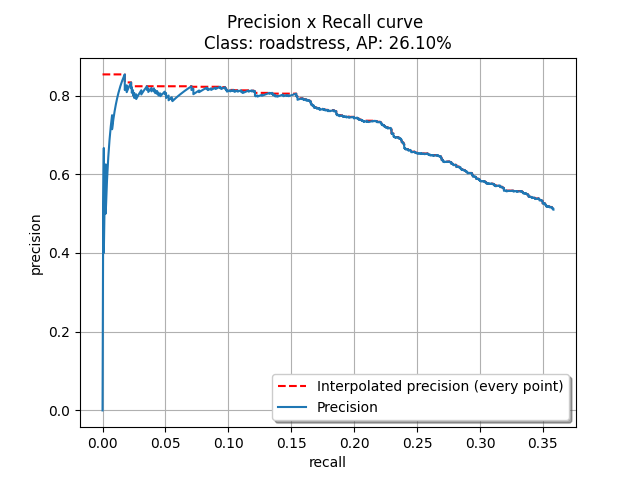 Precision x Recall curve
Class: roadstress, AP: 26.10%
0.8
0.6
0.4
0.2
0.0
precision
Interpolated precision (every point)
Precision
0.00 0.05 0.10 0.15 0.20 0.25 0.30 0.35
recall